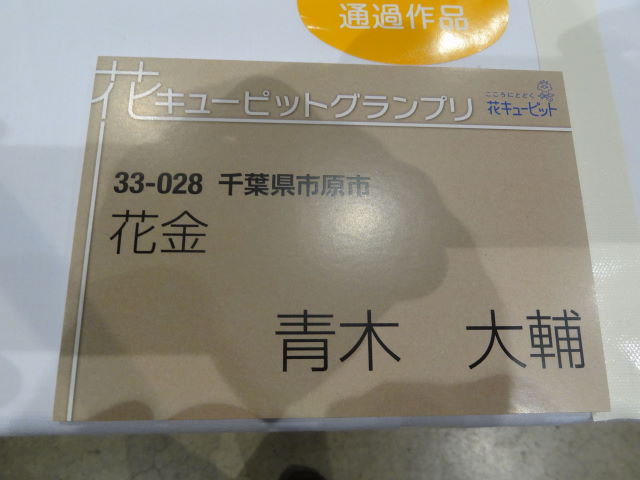 通過作品
花キューピットグランプリ
こころにとどく
花キューピット
33-028 千葉県市原市
花金
青木 大輔